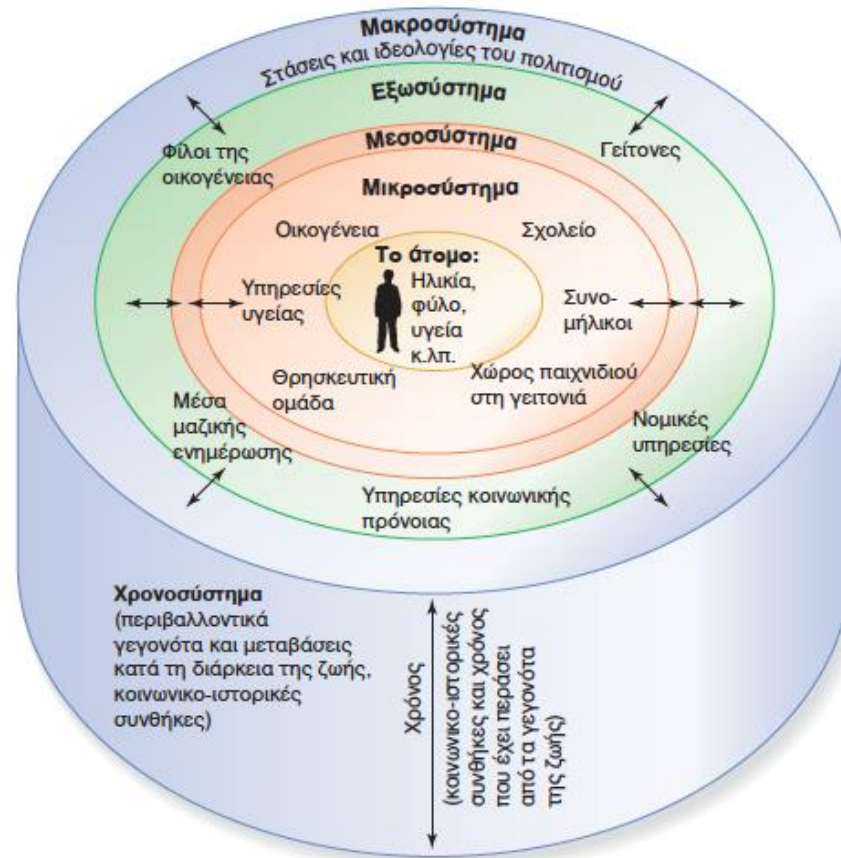 Μακροσύστημα
Στάσεις και ιδεολογίες του πολιτισμού
Εξωσύστημα
Μεσοσύστημα
Φίλοι της
οικογένειας
Γείτονες
Μικροσύστημα
Οικογένεια
Σχολείο
Το άτομο:
Ηλικία,
φύλο,
υγεία
κ.λπ.
Υπηρεσίες
υγείας
Συνο-
μήλικοι
Θρησκευτική
ομάδα
Χώρος παιχνιδιού
στη γειτονιά
Μέσα
μαζικής
ενημέρωσης
Νομικές
υπηρεσίες
Υπηρεσίες κοινωνικής
πρόνοιας
Χρονοσύστημα
(περιβαλλοντικά
γεγονότα και μεταβάσεις
κατά τη διάρκεια της ζωής,
κοινωνικο-ιστορικές
συνθήκες)
Χρόνος
(κοινωνικο-ιστορικές
συνθήκες και χρόνος
που έχει περάσει
από τα γεγονότα
της ζωής)